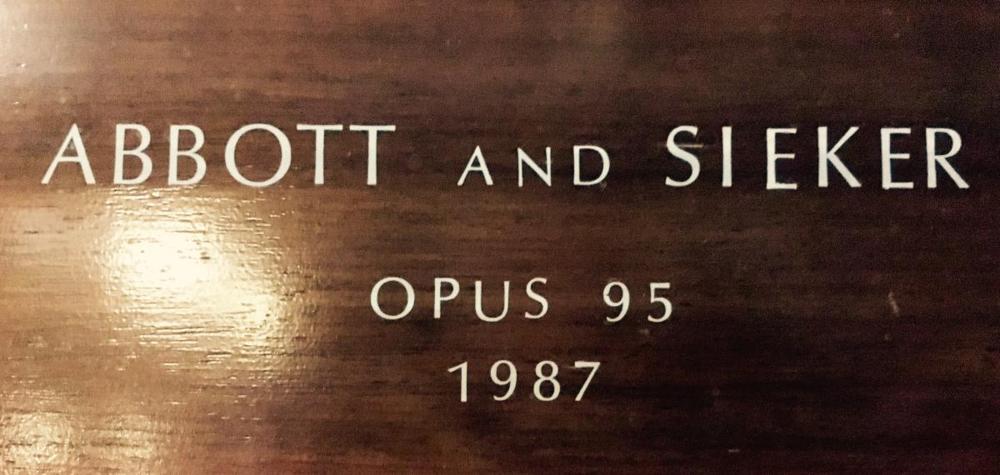 ABBOTT AND SIEKER
OPUS 95
1987